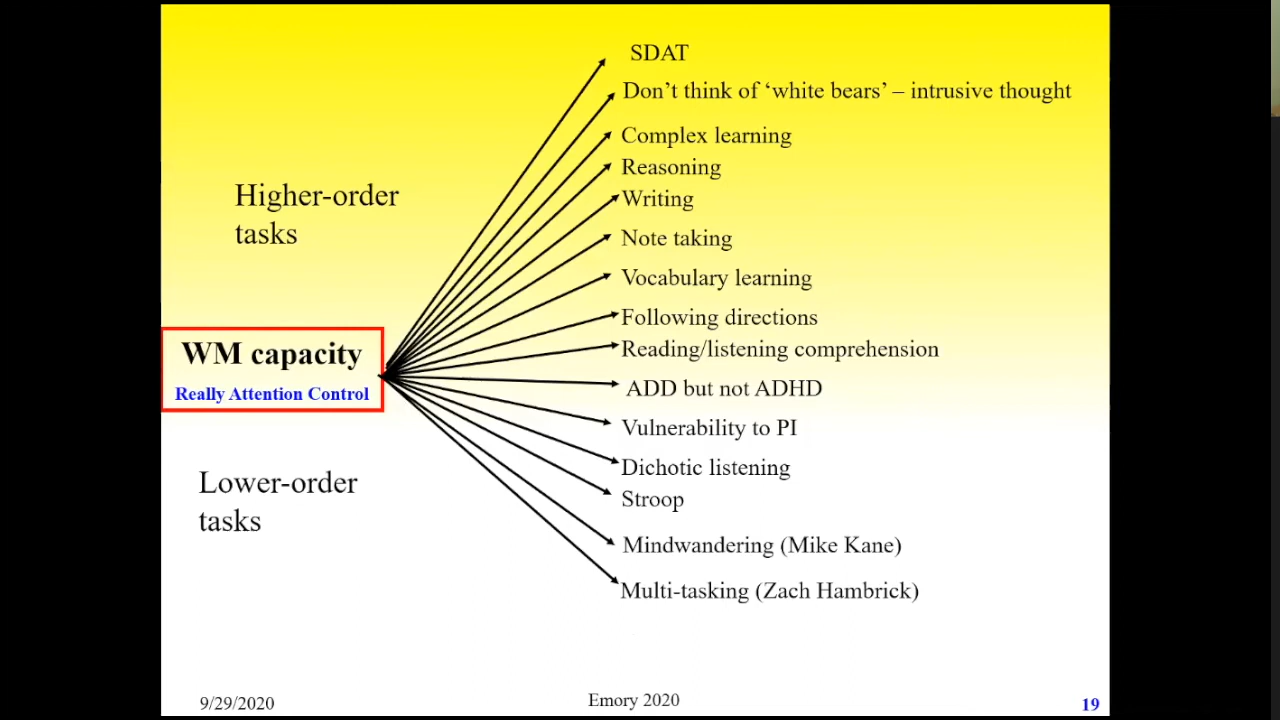 SDAT
Don't think of ‘white bears’ – intrusive thought
Complex learning
Reasoning
Higher-order
tasks
Writing
Note taking
Vocabulary learning
Following directions
WM capacity
Really Attention Control
Reading/listening comprehension
ADD but not ADHD
Vulnerability to PI
Lower-order
tasks
Dichotic listening
Stroop
Mindwandering (Mike Kane)
Multi-tasking (Zach Hambrick)
9/29/2020
Emory 2020
19